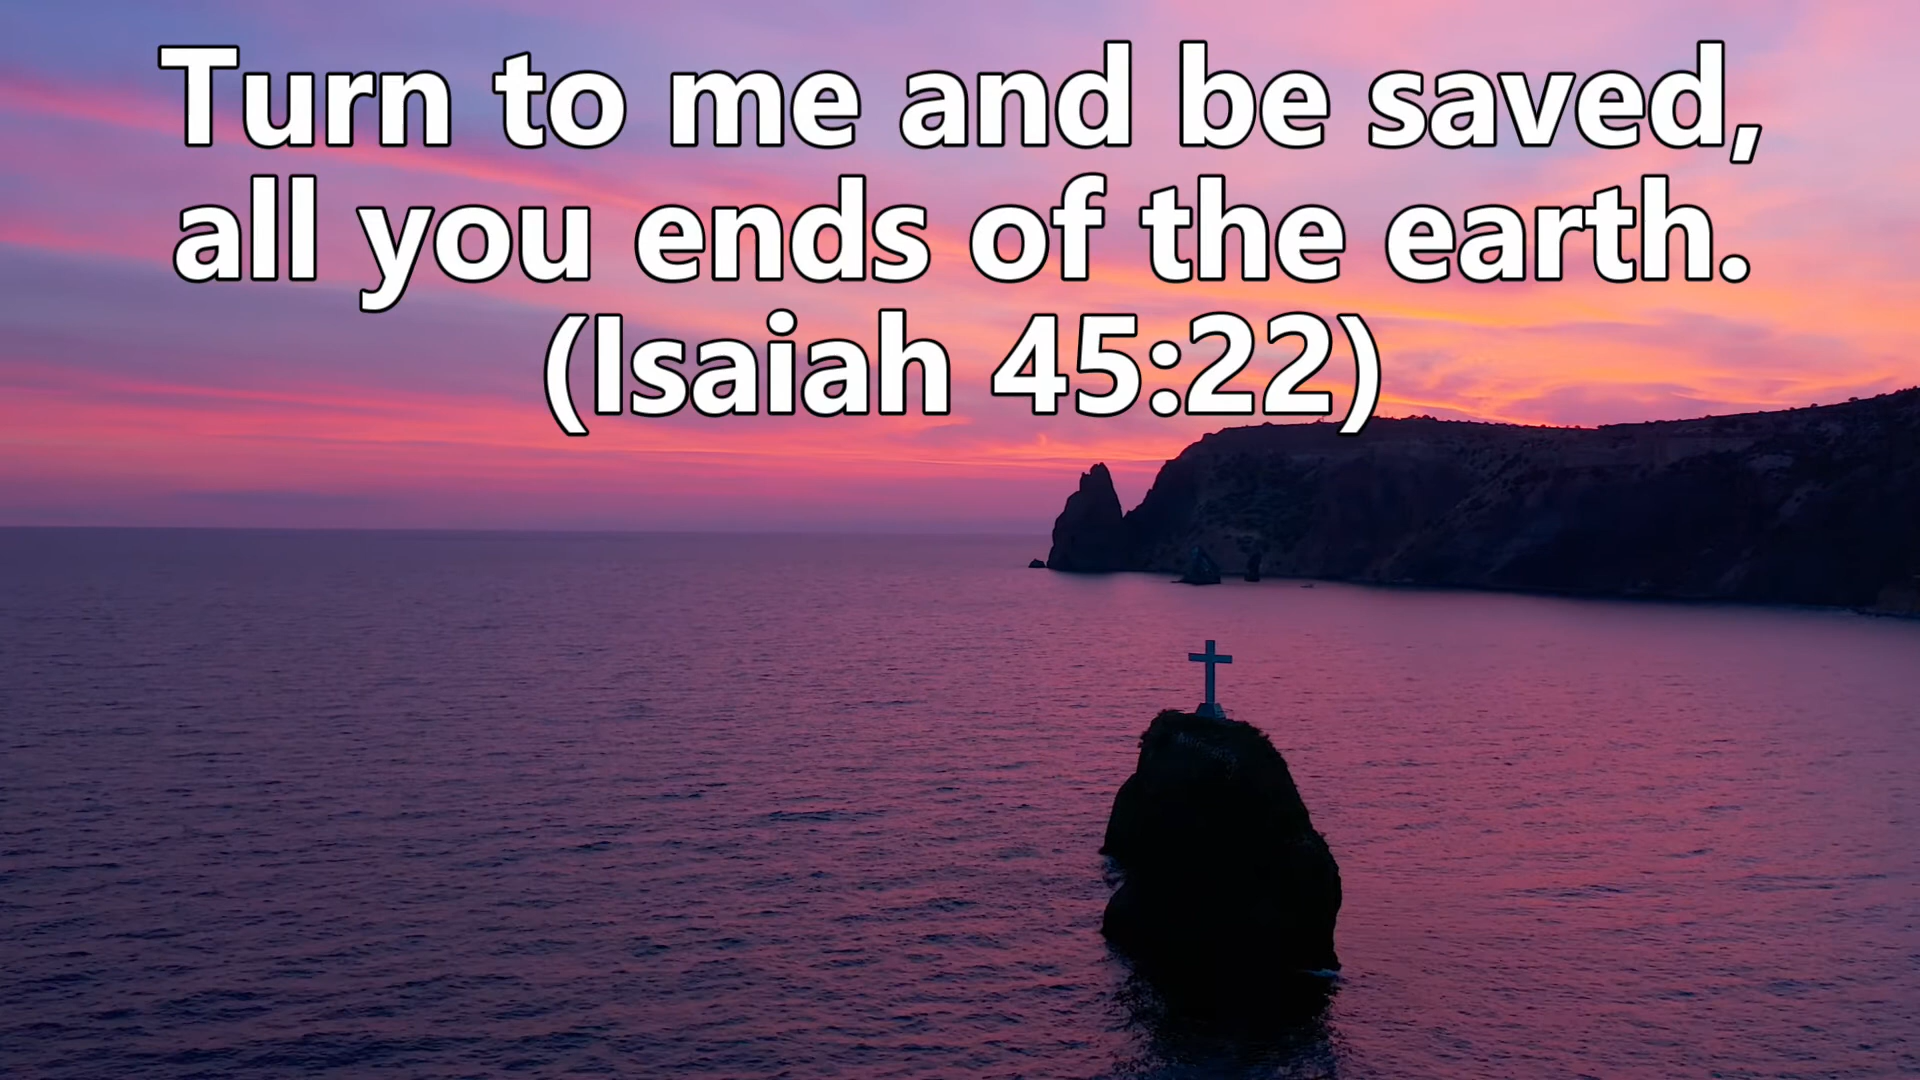 Turn to me and be saved,
all you ends of the earth.
(Isaiah 45:22)